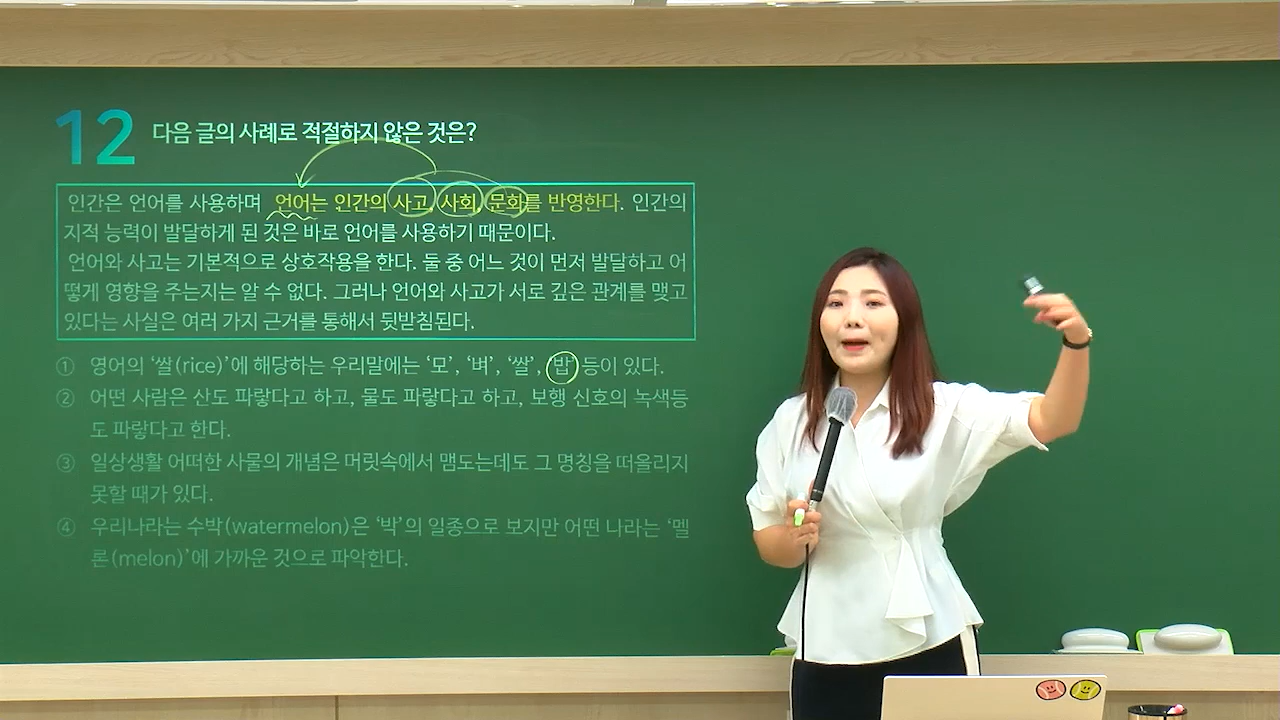 12 다음 글의 사례로 적절하지 않은 것은?
인간은 언어를 사용하며 언어는 인간의 사고, 사회, 문화를 반영한다. 인간의
지적 능력이 발달하게 된 것은 바로 언어를 사용하기 때문이다.
언어와 사고는 기본적으로 상호작용을 한다. 둘 중 어느 것이 먼저 발달하고 어
떻게 영향을 주는지는 알 수 없다. 그러나 언어와 사고가 서로 깊은 관계를 맺고
있다는 사실은 여러 가지 근거를 통해서 뒷받침된다.
① 영어의 ‘쌀(rice)’에 해당하는 우리말에는 ‘모’, ‘벼’, ‘쌀’, ‘밥’ 등이 있다.
② 어떤 사람은 산도 파랗다고 하고, 물도 파랗다고 하고, 보행 신호의 녹색등
도 파랗다고 한다.
③ 일상생활 어떠한 사물의 개념은 머릿속에서 맴도는데도 그 명칭을 떠올리지
못할 때가 있다.
④ 우리나라는 수박(watermelon)은 ‘박’의 일종으로 보지만 어떤 나라는 ‘멜
론(melon)’에 가까운 것으로 파악한다.